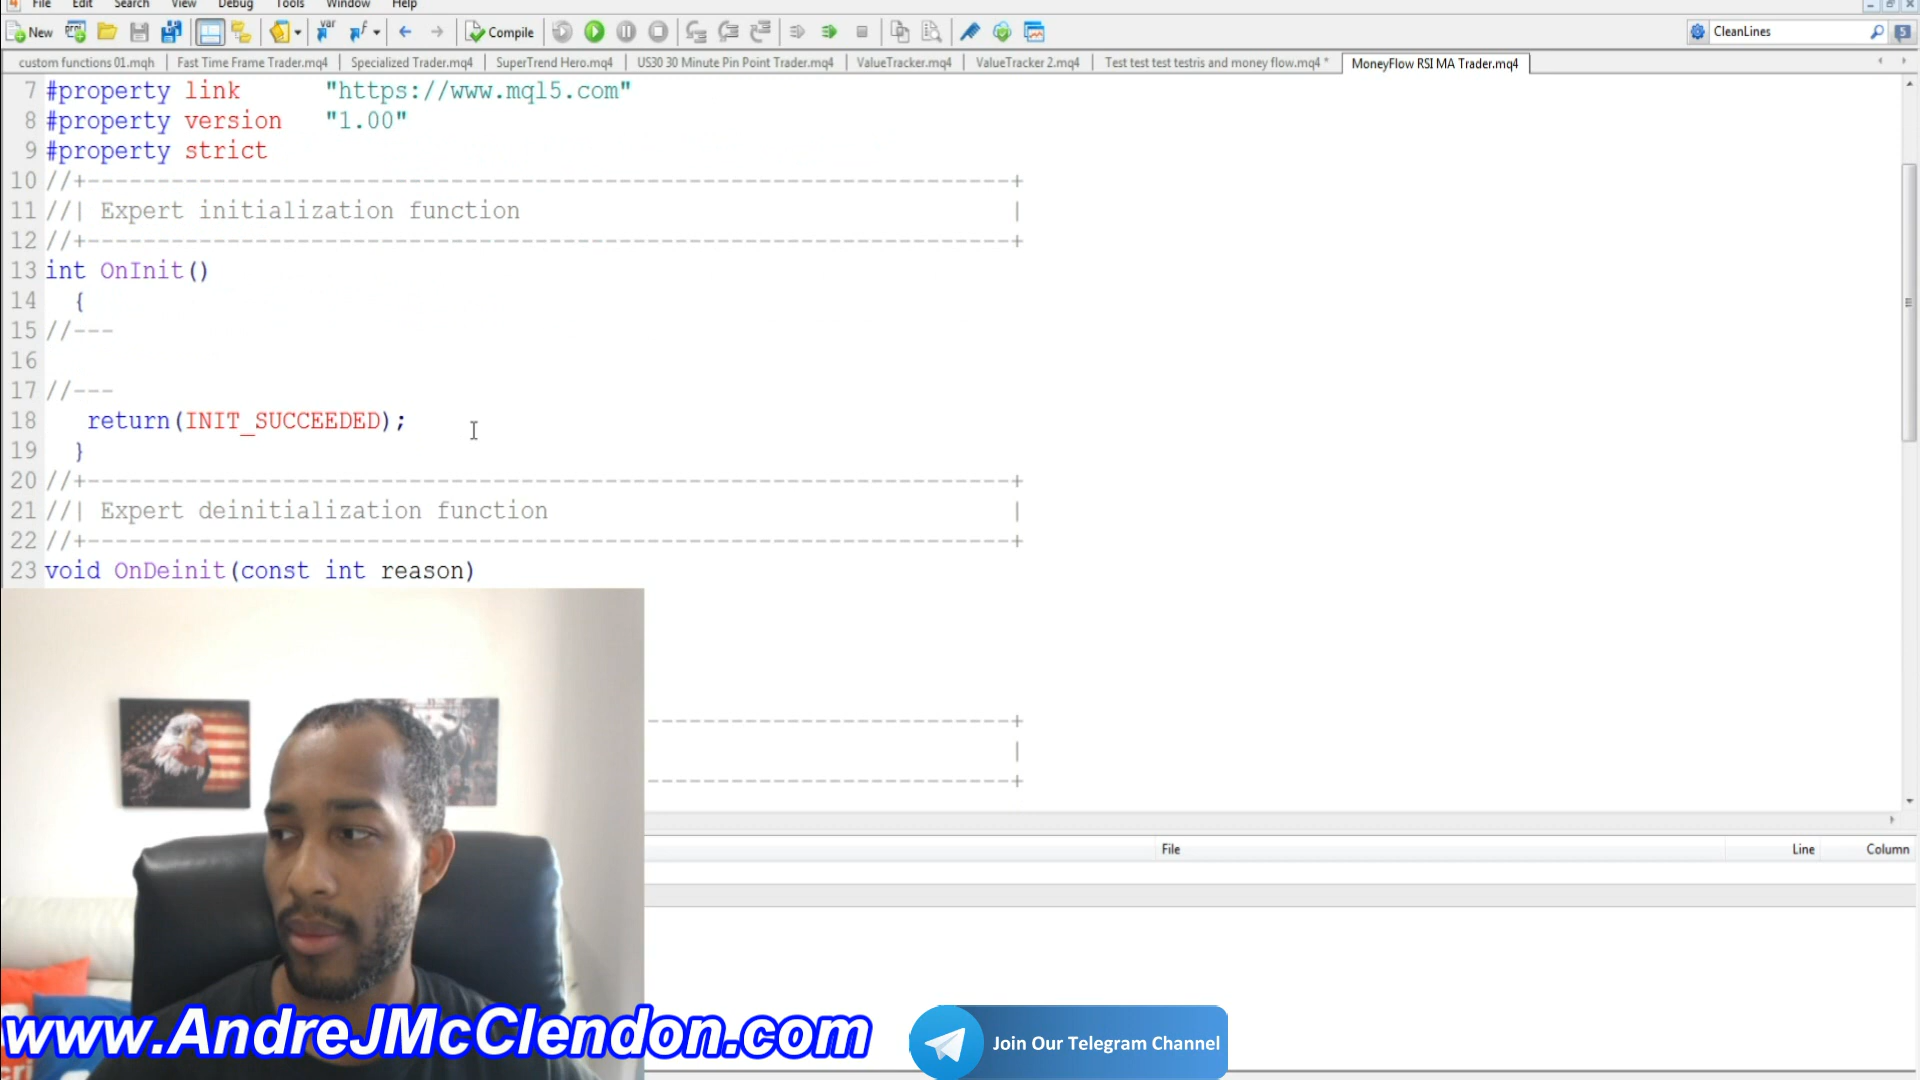 File Edit Search View Debug Tools Window Help
New Compile CleanLines
custom functions 01.mqh Fast Time Frame Trader.mq4 Specialized Trader.mq4 SuperTrend Hero.mq4 US30 30 Minute Pin Point Trader.mq4 ValueTracker.mq4 ValueTracker 2.mq4 Test test test testris and money flow.mq4 * MoneyFlow RSI MA Trader.mq4
7 #property link "https://www.mql5.com"
8 #property version "1.00"
9 #property strict
10 //+------------------------------------------------------------------+
11 //| Expert initialization function |
12 //+------------------------------------------------------------------+
13 int OnInit()
14 {
15 //---
16
17 //---
18 return(INIT_SUCCEEDED);
19 }
20 //+------------------------------------------------------------------+
21 //| Expert deinitialization function |
22 //+------------------------------------------------------------------+
23 void OnDeinit(const int reason)
File Line Column
www.AndreJMcClendon.com
Join Our Telegram Channel